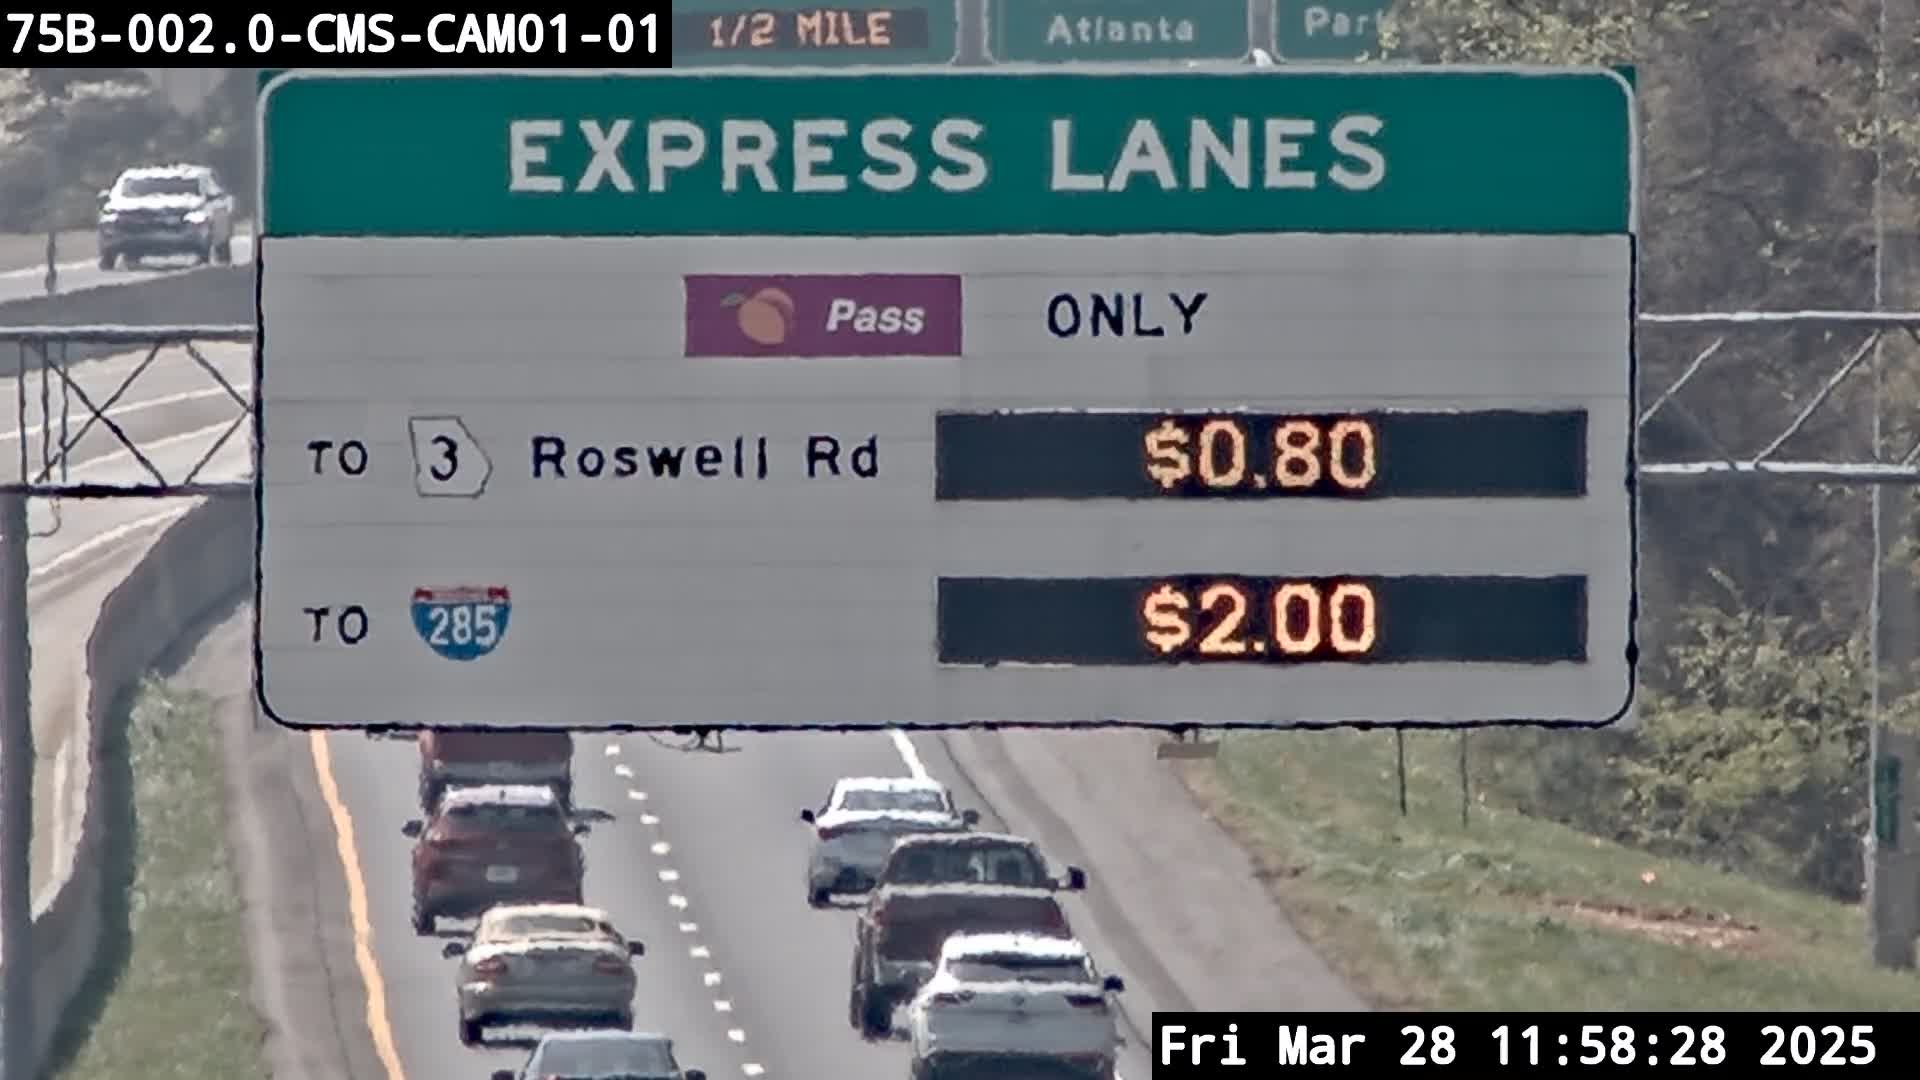 75B-002.0-CMS-CAM01-01
1/2 MILE
Atlanta
EXPRESS LANES
Pass ONLY
TO 3 Roswell Rd $0.80
TO 285 $2.00
Fri Mar 28 11:58:28 2025